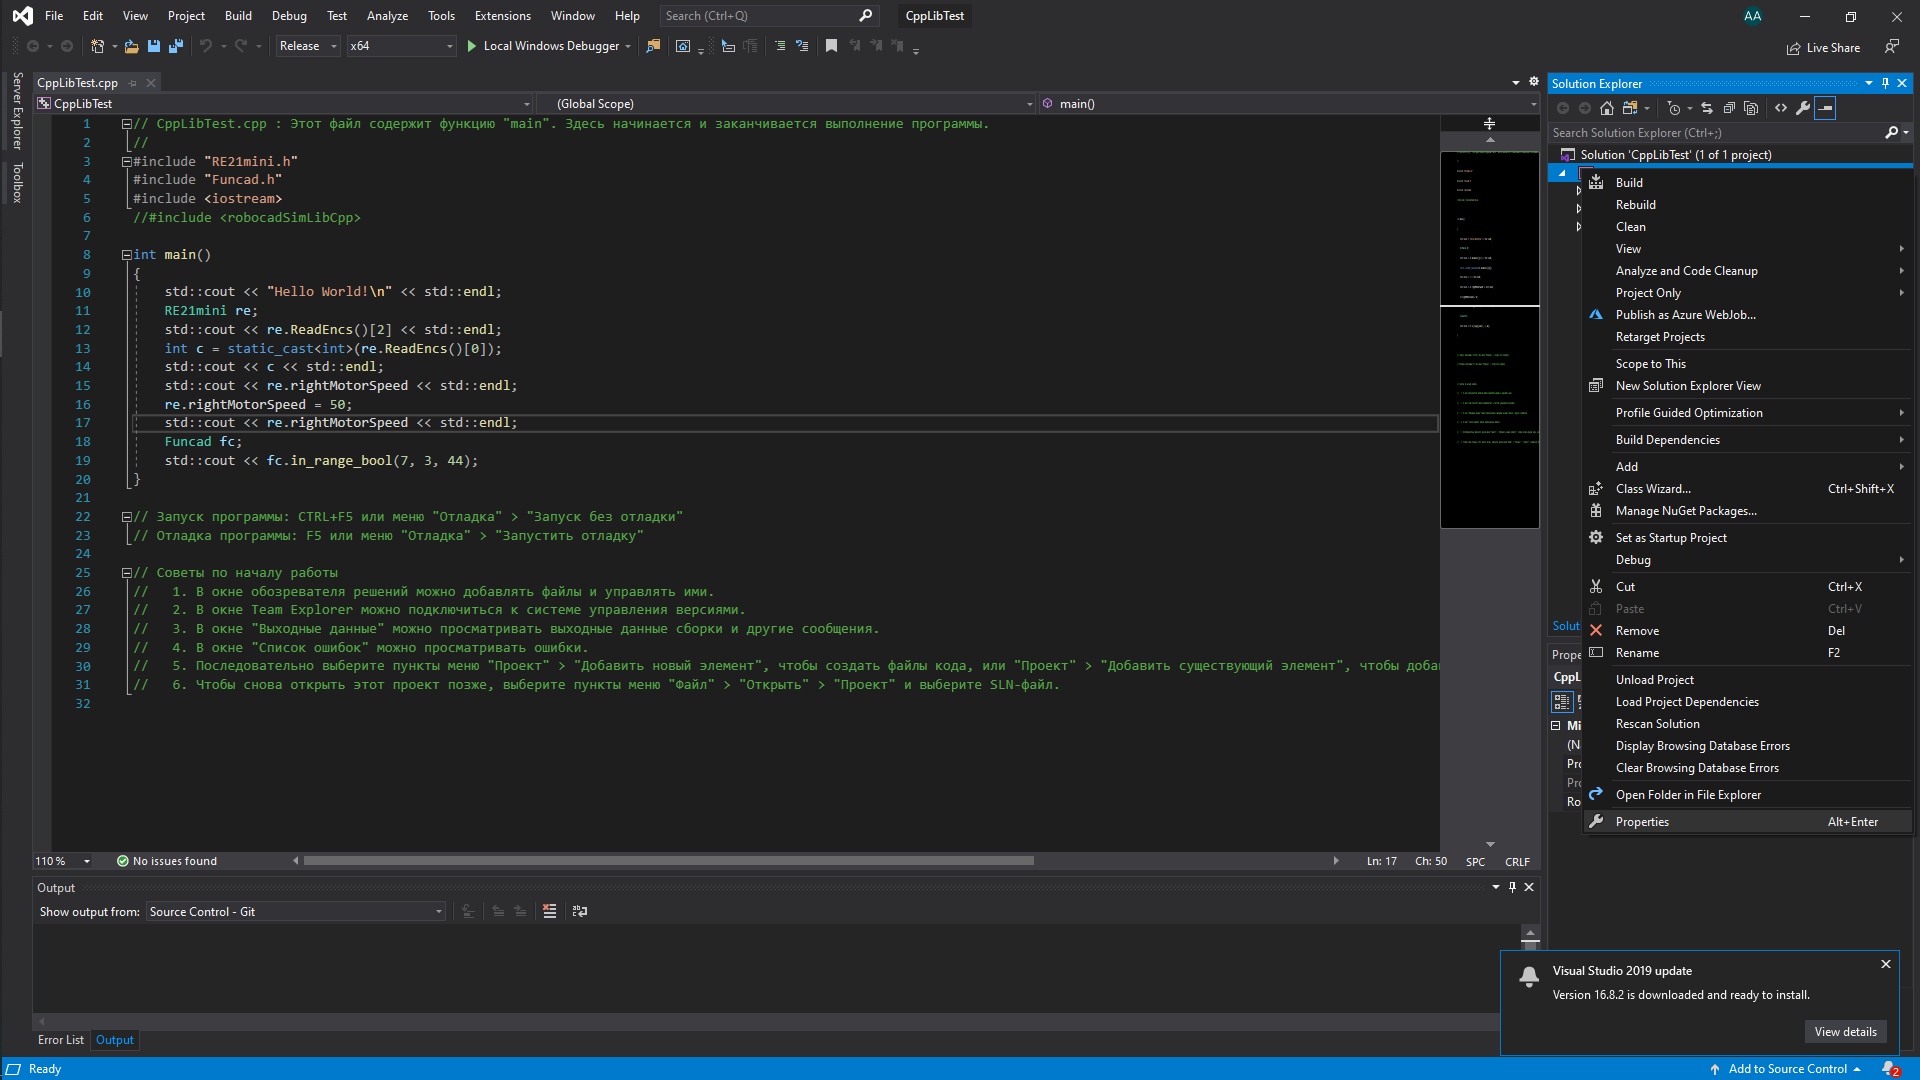 File Edit View Project Build Debug Test Analyze Tools Extensions Window Help Search (Ctrl+Q) CppLibTest AA
Release x64 Local Windows Debugger Live Share
Server Explorer
Toolbox
CppLibTest.cpp
CppLibTest (Global Scope) main()
1 // CppLibTest.cpp : Этот файл содержит функцию "main". Здесь начинается и заканчивается выполнение программы.
2 //
3 #include "RE21mini.h"
4 #include "Funcad.h"
5 #include <iostream>
6 //#include <robocadSimLibCpp>
7
8 int main()
9 {
10 std::cout << "Hello World!\n" << std::endl;
11 RE21mini re;
12 std::cout << re.ReadEncs()[2] << std::endl;
13 int c = static_cast<int>(re.ReadEncs()[0]);
14 std::cout << c << std::endl;
15 std::cout << re.rightMotorSpeed << std::endl;
16 re.rightMotorSpeed = 50;
17 std::cout << re.rightMotorSpeed << std::endl;
18 Funcad fc;
19 std::cout << fc.in_range_bool(7, 3, 44);
20 }
21
22 // Запуск программы: CTRL+F5 или меню "Отладка" > "Запуск без отладки"
23 // Отладка программы: F5 или меню "Отладка" > "Запустить отладку"
24
25 // Советы по началу работы
26 // 1. В окне обозревателя решений можно добавлять файлы и управлять ими.
27 // 2. В окне Team Explorer можно подключиться к системе управления версиями.
28 // 3. В окне "Выходные данные" можно просматривать выходные данные сборки и другие сообщения.
29 // 4. В окне "Список ошибок" можно просматривать ошибки.
30 // 5. Последовательно выберите пункты меню "Проект" > "Добавить новый элемент", чтобы создать файлы кода, или "Проект" > "Добавить существующий элемент", чтобы доба
31 // 6. Чтобы снова открыть этот проект позже, выберите пункты меню "Файл" > "Открыть" > "Проект" и выберите SLN-файл.
32
110 % No issues found Ln: 17 Ch: 50 SPC CRLF
Output
Show output from: Source Control - Git
Error List Output
Solution Explorer
Search Solution Explorer (Ctrl+;)
Solution 'CppLibTest' (1 of 1 project)
Build
Rebuild
Clean
View
Analyze and Code Cleanup
Project Only
Publish as Azure WebJob...
Retarget Projects
Scope to This
New Solution Explorer View
Profile Guided Optimization
Build Dependencies
Add
Class Wizard... Ctrl+Shift+X
Manage NuGet Packages...
Set as Startup Project
Debug
Cut Ctrl+X
Paste Ctrl+V
Remove Del
Rename F2
Unload Project
Load Project Dependencies
Rescan Solution
Display Browsing Database Errors
Clear Browsing Database Errors
Open Folder in File Explorer
Properties Alt+Enter
Solut
Prope
CppL
Mi
(N
Pro
Pro
Ro
Visual Studio 2019 update
Version 16.8.2 is downloaded and ready to install.
View details
Ready Add to Source Control 2